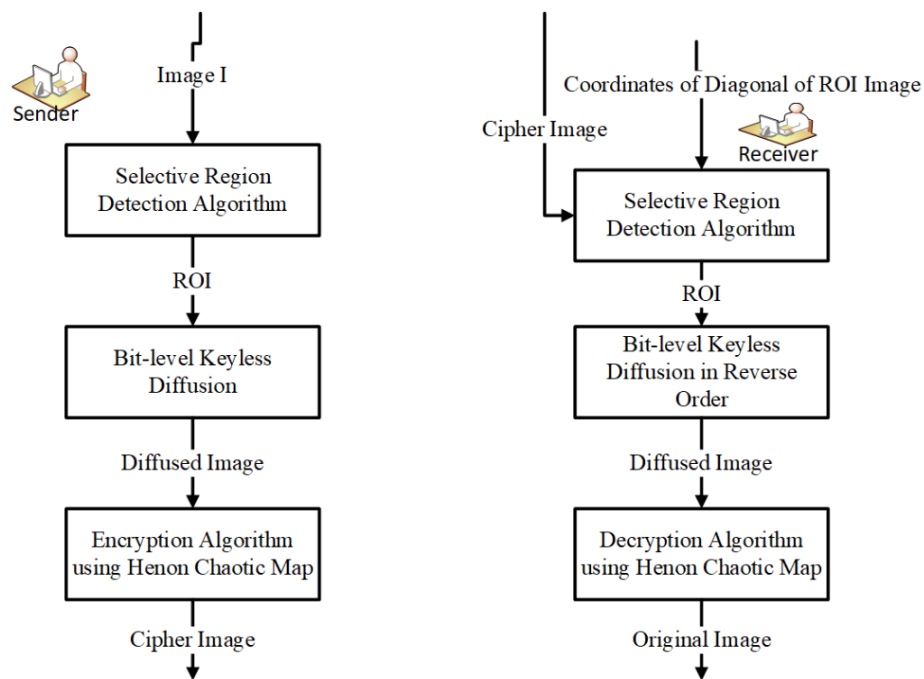 Image I
Sender
Selective Region
Detection Algorithm
ROI
Bit-level Keyless
Diffusion
Diffused Image
Encryption Algorithm
using Henon Chaotic Map
Cipher Image
Coordinates of Diagonal of ROI Image
Cipher Image
Receiver
Selective Region
Detection Algorithm
ROI
Bit-level Keyless
Diffusion in Reverse
Order
Diffused Image
Decryption Algorithm
using Henon Chaotic Map
Original Image